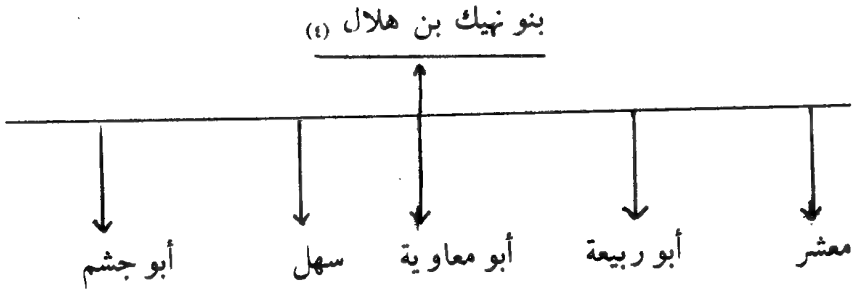 بنو نهيك بن هلال (٤)
معشر أبو ربيعة أبو معاوية سهل أبو جشم